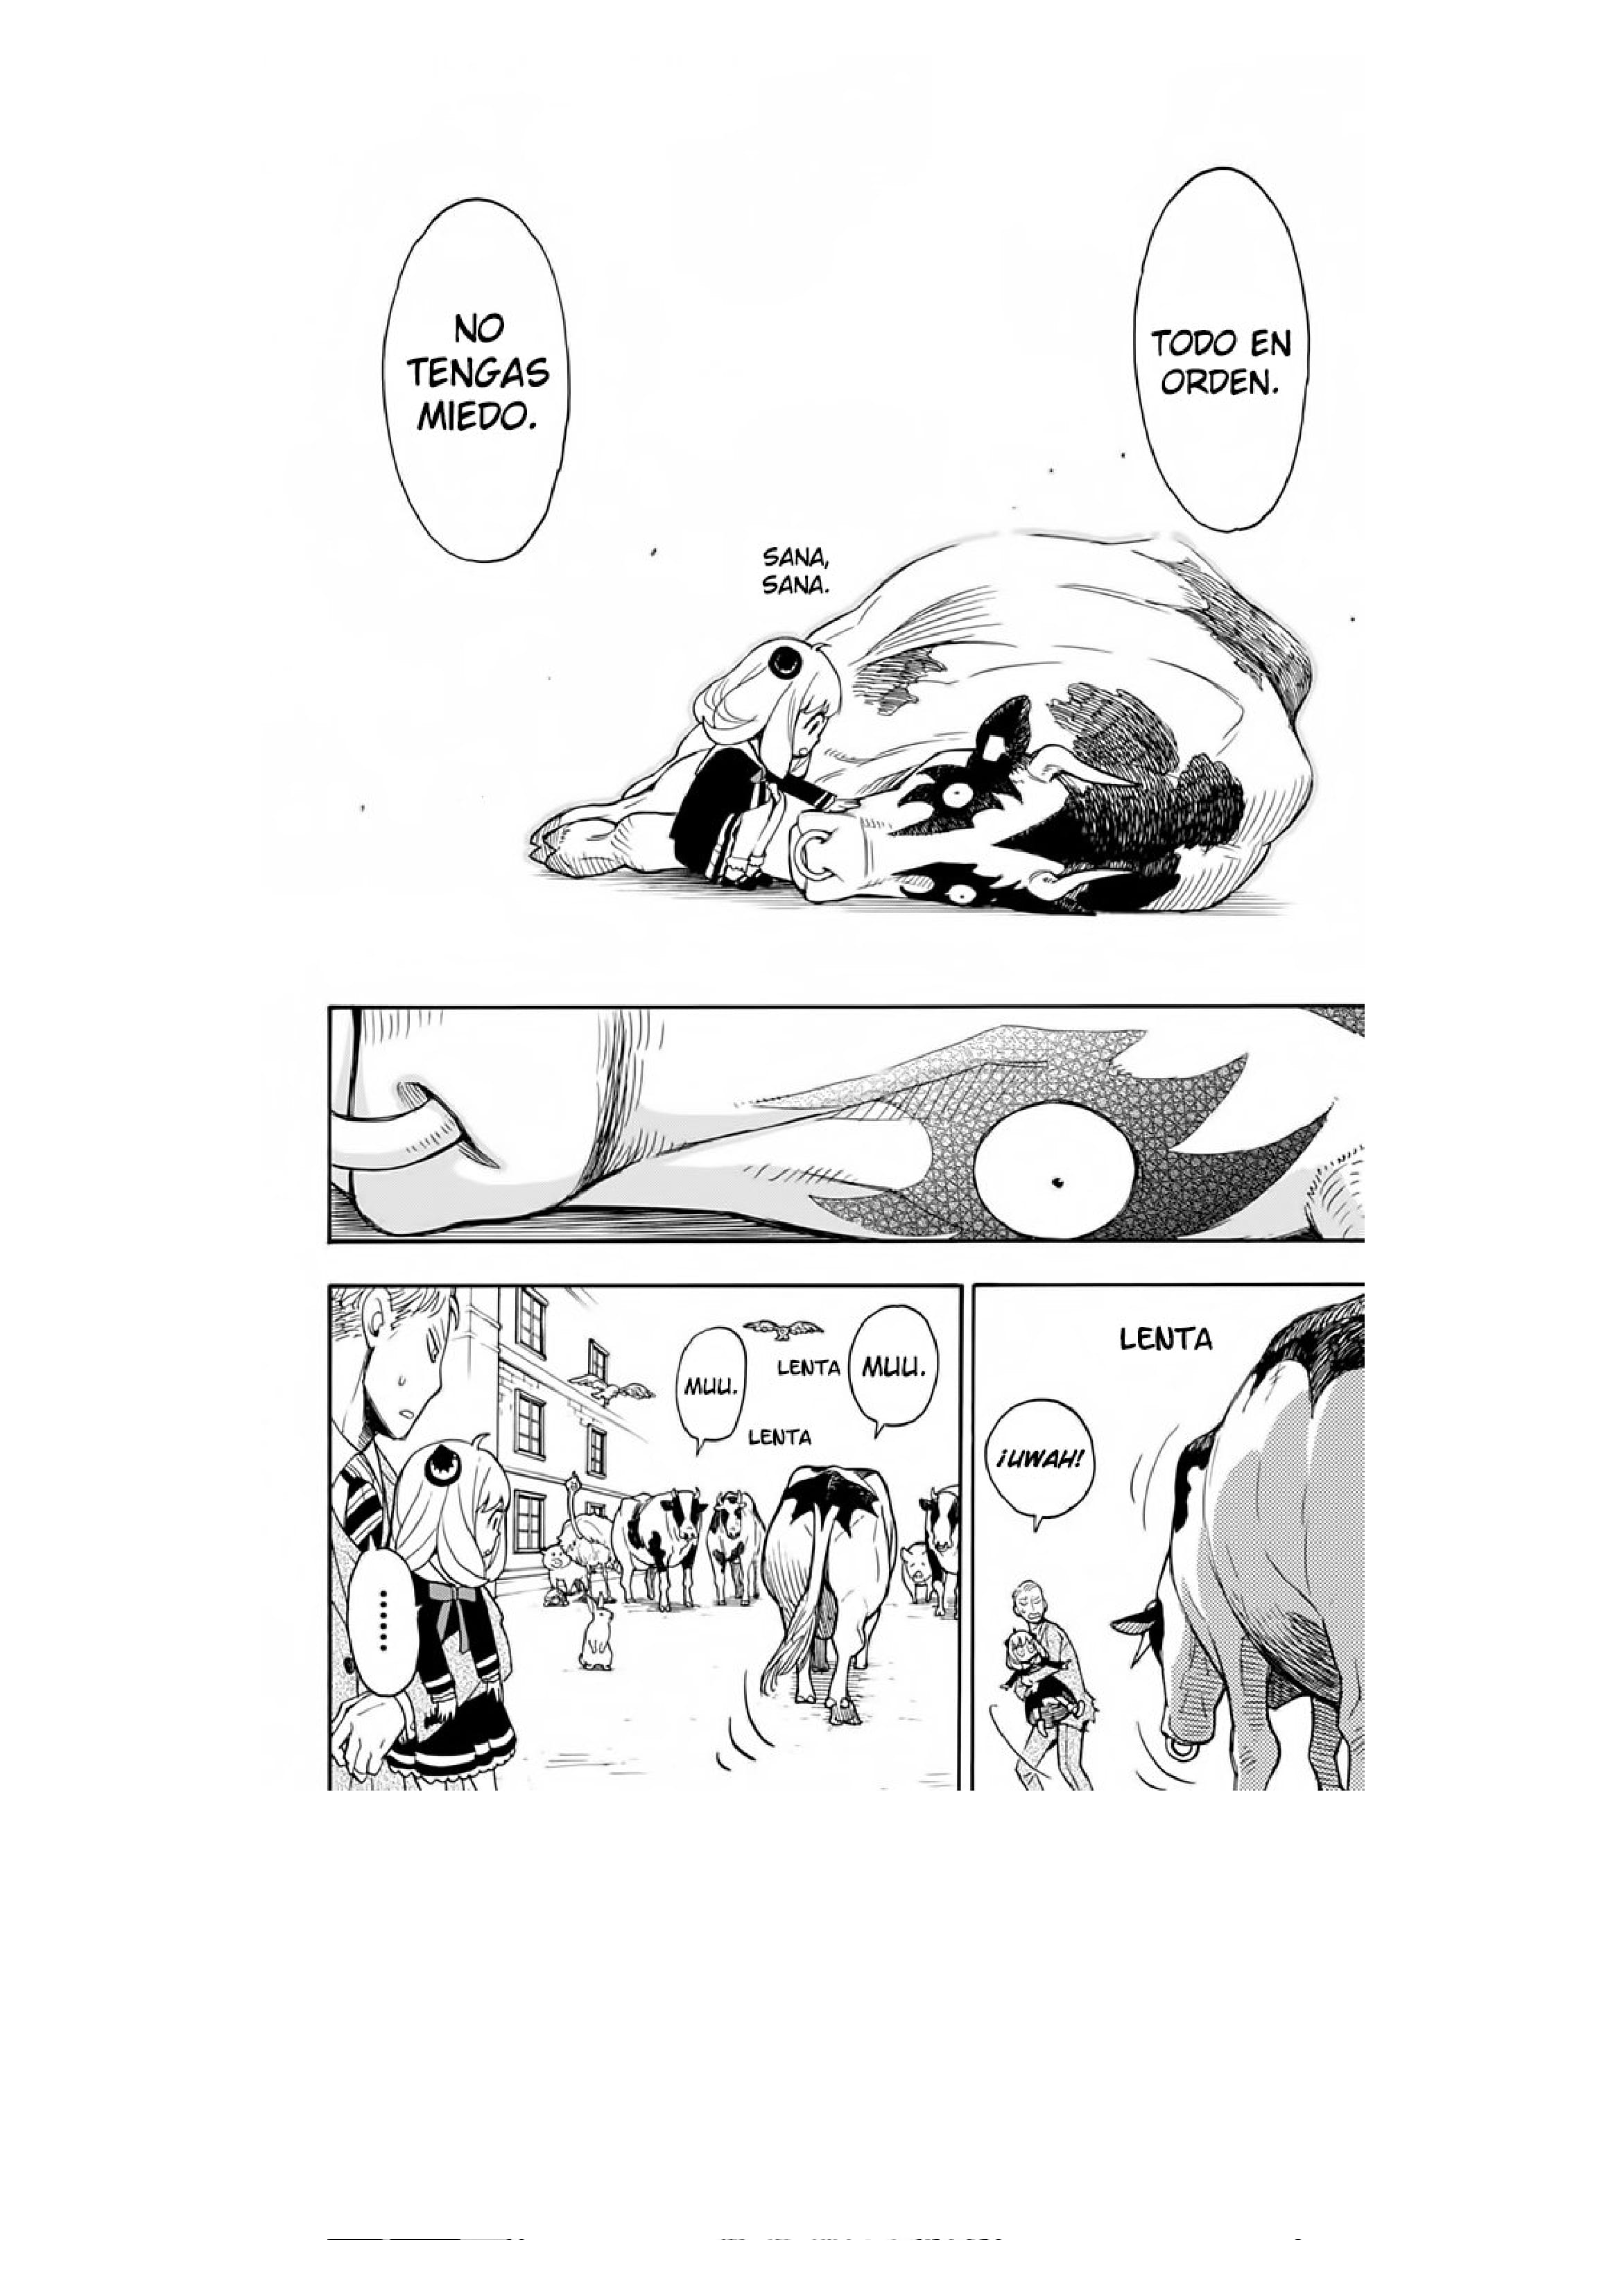 TODO EN
ORDEN.
NO
TENGAS
MIEDO.
SANA,
SANA.
LENTA
¡UWAH!
MUU.
LENTA
MUU.
LENTA
......